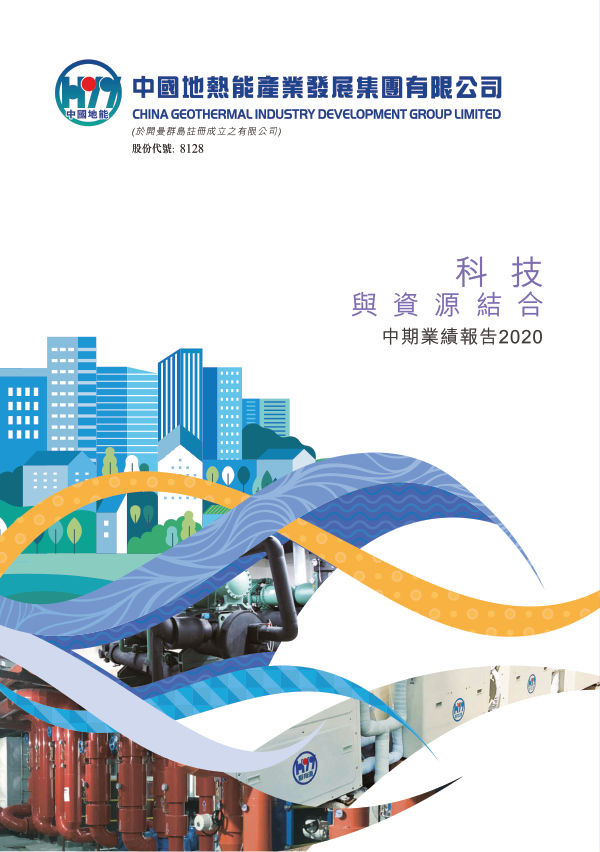 中國地能
中國地熱能產業發展集團有限公司
CHINA GEOTHERMAL INDUSTRY DEVELOPMENT GROUP LIMITED
(於開曼群島註冊成立之有限公司)
股份代號: 8128
科技
與資源結合
中期業績報告2020